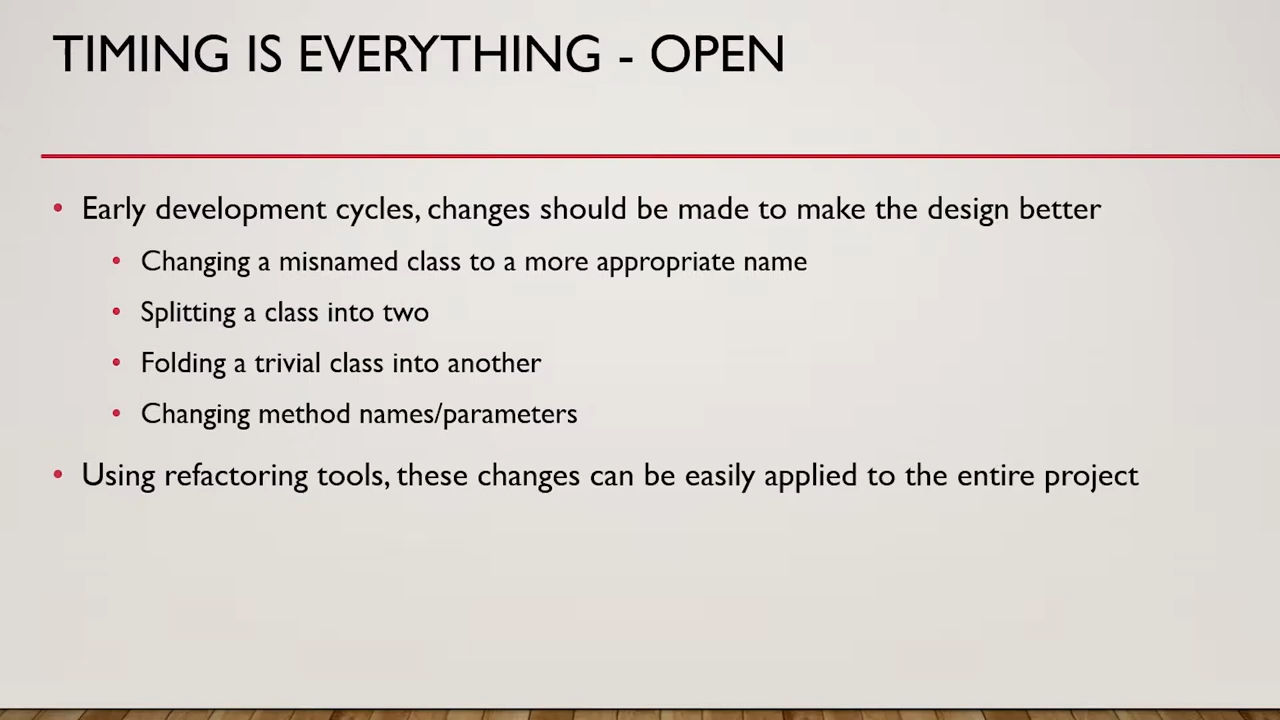 TIMING IS EVERYTHING - OPEN
• Early development cycles, changes should be made to make the design better
• Changing a misnamed class to a more appropriate name
• Splitting a class into two
• Folding a trivial class into another
• Changing method names/parameters
• Using refactoring tools, these changes can be easily applied to the entire project